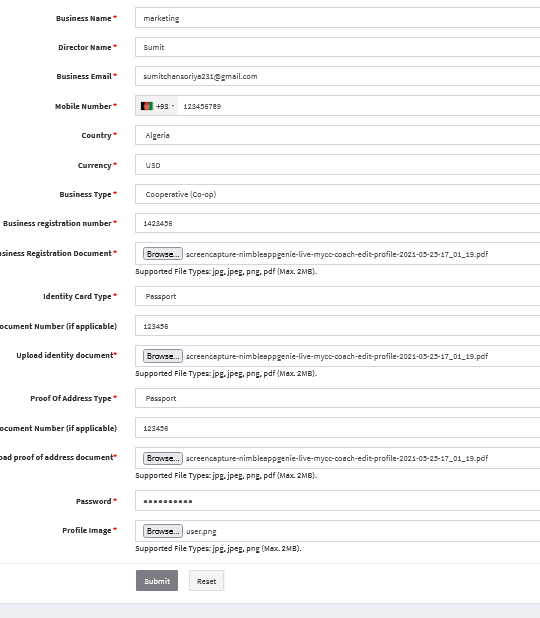 Business Name * marketing
Director Name * Sumit
Business Email * sumitchansoriya231@gmail.com
Mobile Number * +93 123456789
Country * Algeria
Currency * USD
Business Type * Cooperative (Co-op)
Business registration number * 1423456
usiness Registration Document * Browse... screencapture-nimbleappgenie-live-mycc-coach-edit-profile-2021-05-25-17_01_19.pdf
Supported File Types: jpg, jpeg, png, pdf (Max. 2MB).
Identity Card Type * Passport
ocument Number (if applicable) 123456
Upload identity document* Browse... screencapture-nimbleappgenie-live-mycc-coach-edit-profile-2021-05-25-17_01_19.pdf
Supported File Types: jpg, jpeg, png, pdf (Max. 2MB).
Proof Of Address Type * Passport
ocument Number (if applicable) 123456
oad proof of address document* Browse... screencapture-nimbleappgenie-live-mycc-coach-edit-profile-2021-05-25-17_01_19.pdf
Supported File Types: jpg, jpeg, png, pdf (Max. 2MB).
Password * ●●●●●●●●●●
Profile Image * Browse... user.png
Supported File Types: jpg, jpeg, png (Max. 2MB).
Submit Reset